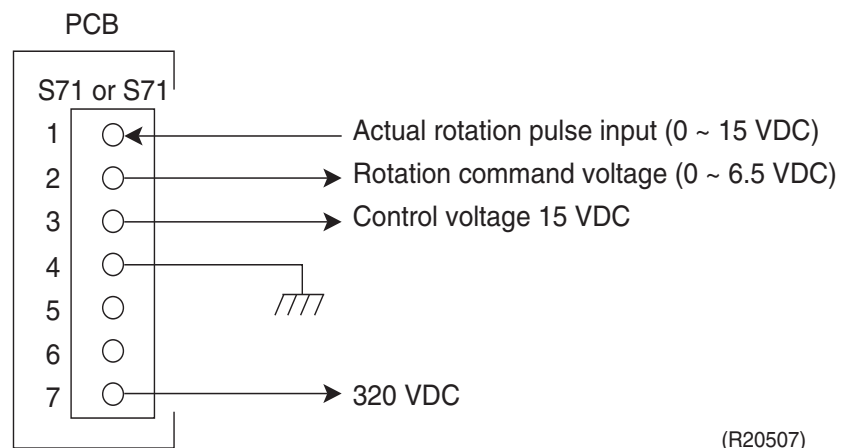 PCB
S71 or S71
1 Actual rotation pulse input (0 ~ 15 VDC)
2 Rotation command voltage (0 ~ 6.5 VDC)
3 Control voltage 15 VDC
4
5
6
7 320 VDC
(R20507)